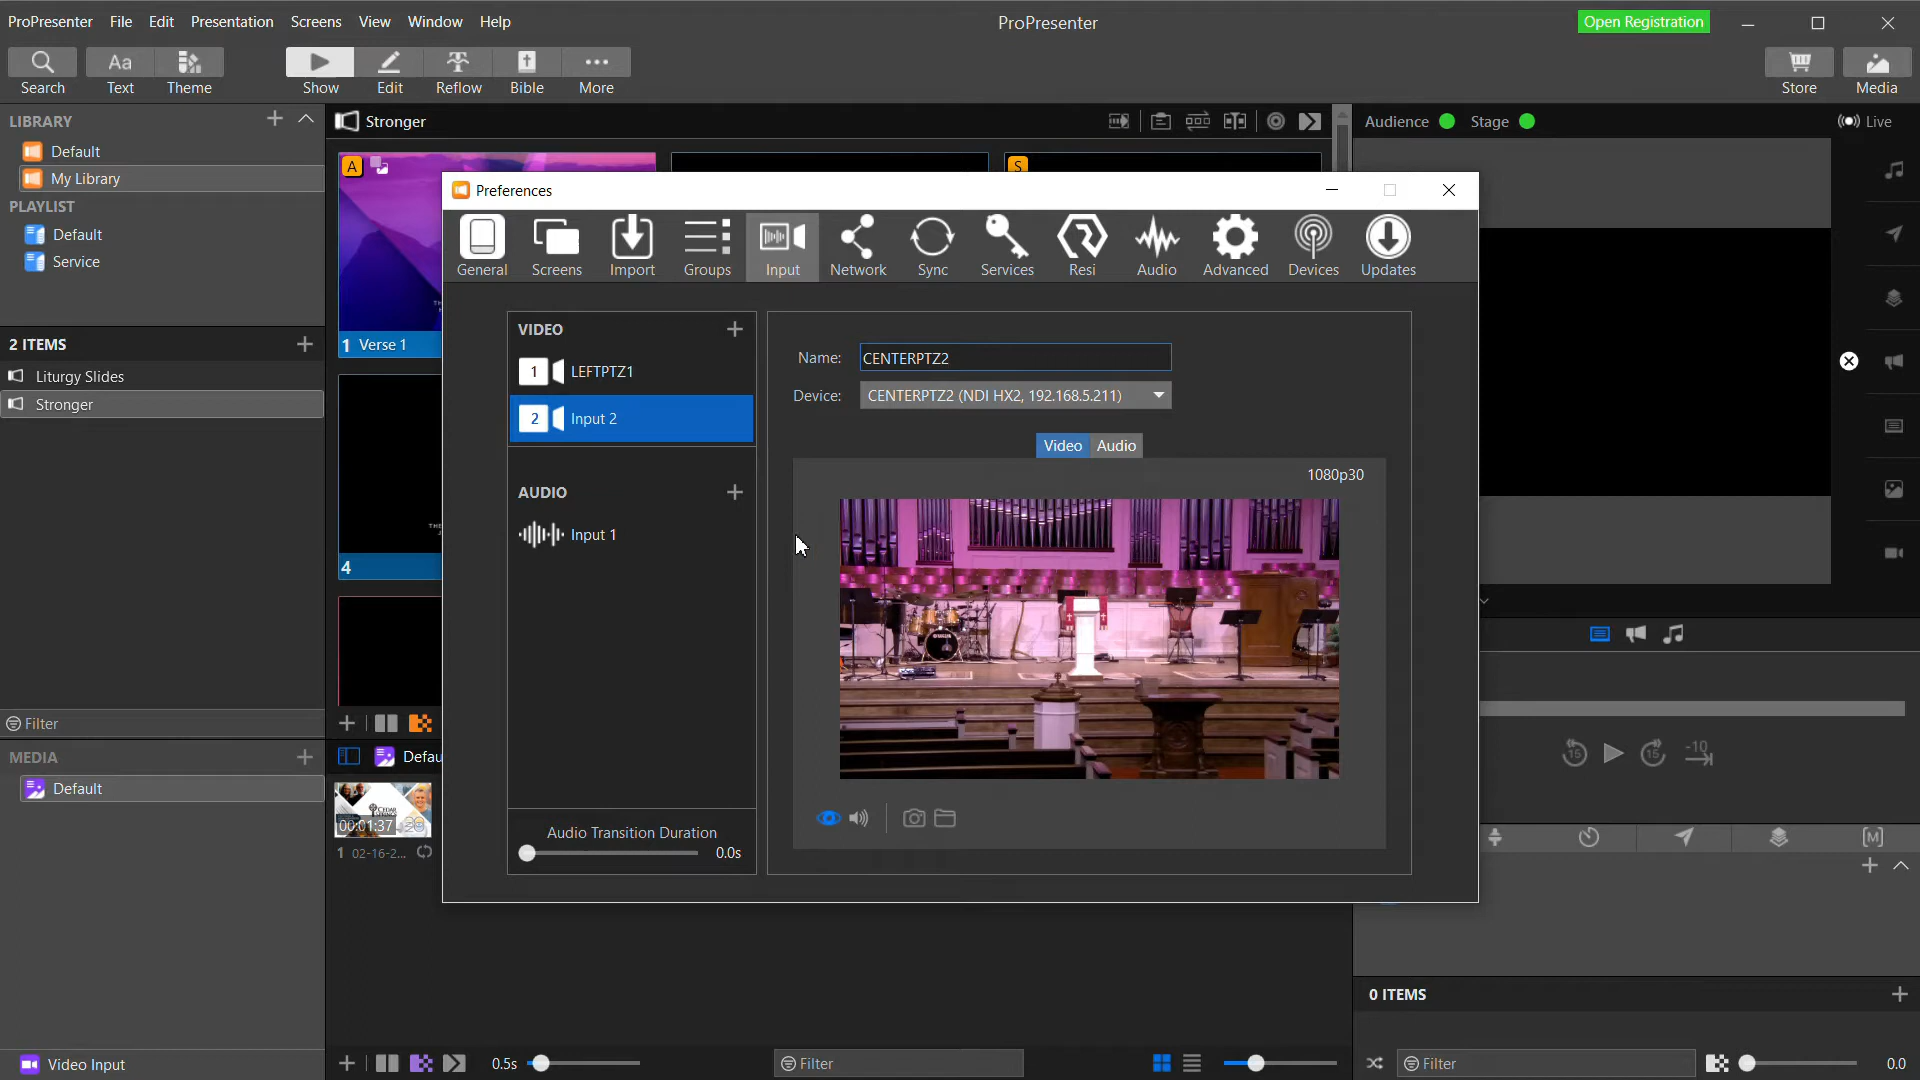 ProPresenter File Edit Presentation Screens View Window Help
ProPresenter
Open Registration
Search Text Theme Show Edit Reflow Bible More
Store Media
LIBRARY
Default
My Library
PLAYLIST
Default
Service
2 ITEMS
Liturgy Slides
Stronger
Filter
MEDIA
Default
Video Input
Stronger
A
S
1 Verse 1
4
Defau
00:01:37
1 02-16-2...
0.5s
Filter
Preferences
General Screens Import Groups Input Network Sync Services Resi Audio Advanced Devices Updates
VIDEO
1 LEFTPTZ1
2 Input 2
AUDIO
Input 1
Audio Transition Duration
0.0s
Name: CENTERPTZ2
Device: CENTERPTZ2 (NDI HX2, 192.168.5.211)
Video Audio
1080p30
Audience Stage Live
15 15 -10
[M]
0 ITEMS
Filter
0.0